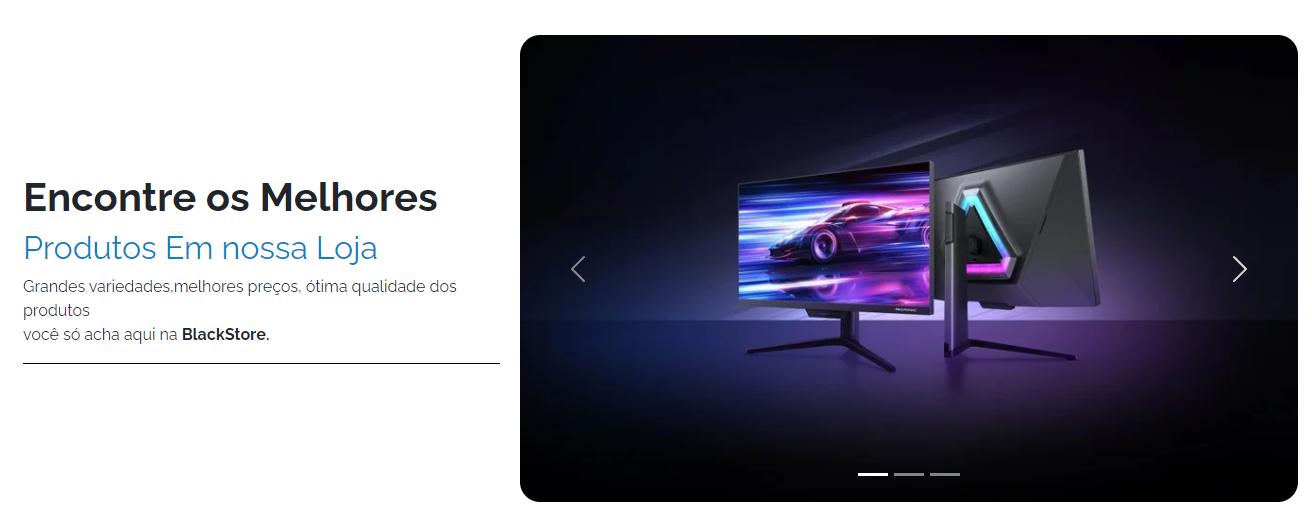 Encontre os Melhores
Produtos Em nossa Loja
Grandes variedades,melhores preços, ótima qualidade dos
produtos
você só acha aqui na BlackStore.